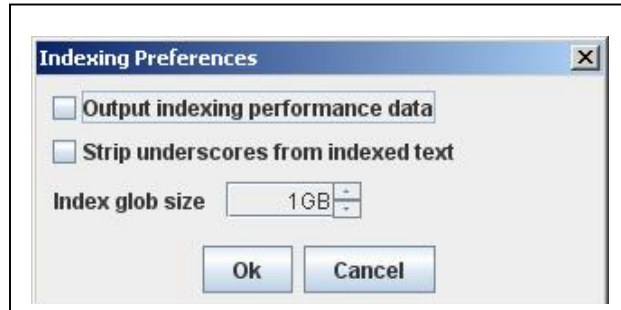 Indexing Preferences
Output indexing performance data
Strip underscores from indexed text
Index glob size 1GB
Ok Cancel